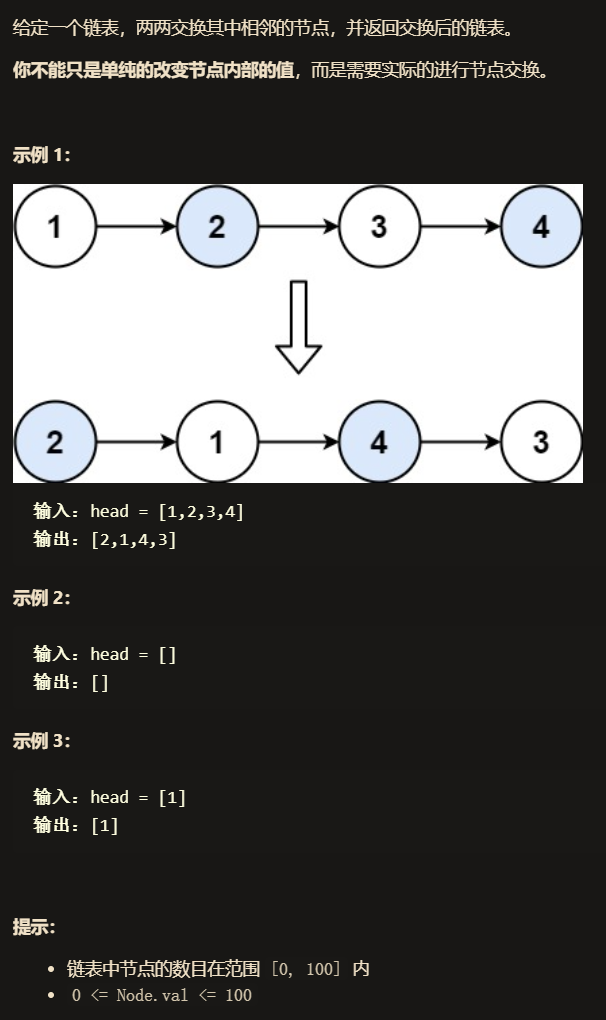 给定一个链表，两两交换其中相邻的节点，并返回交换后的链表。
你不能只是单纯的改变节点内部的值，而是需要实际的进行节点交换。
示例 1：
1 2 3 4
2 1 4 3
输入：head = [1,2,3,4]
输出：[2,1,4,3]
示例 2：
输入：head = []
输出：[]
示例 3：
输入：head = [1]
输出：[1]
提示：
• 链表中节点的数目在范围 [0, 100] 内
• 0 <= Node.val <= 100